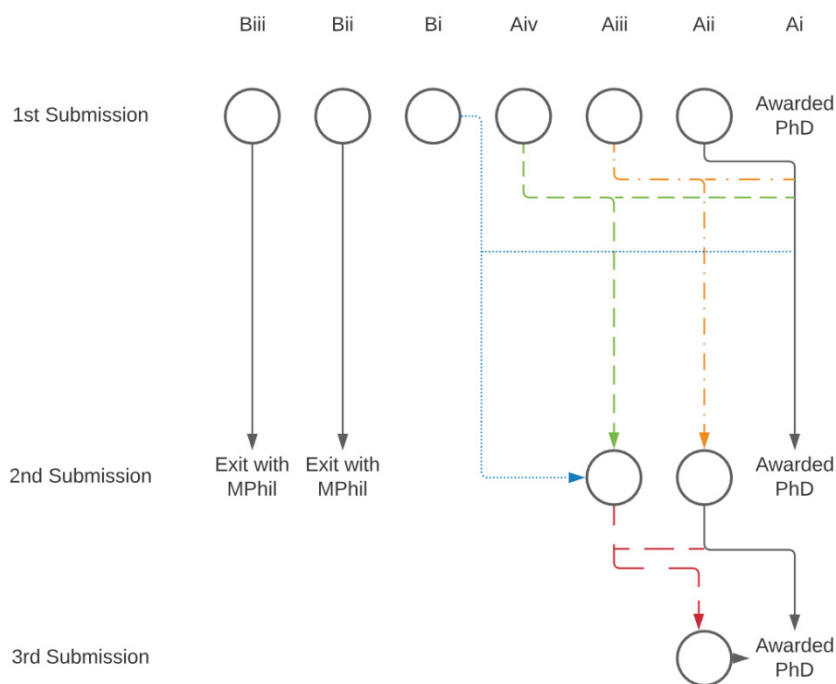 Biii Bii Bi Aiv Aiii Aii Ai
1st Submission
Awarded
PhD
2nd Submission
Exit with
MPhil
Exit with
MPhil
Awarded
PhD
3rd Submission
Awarded
PhD